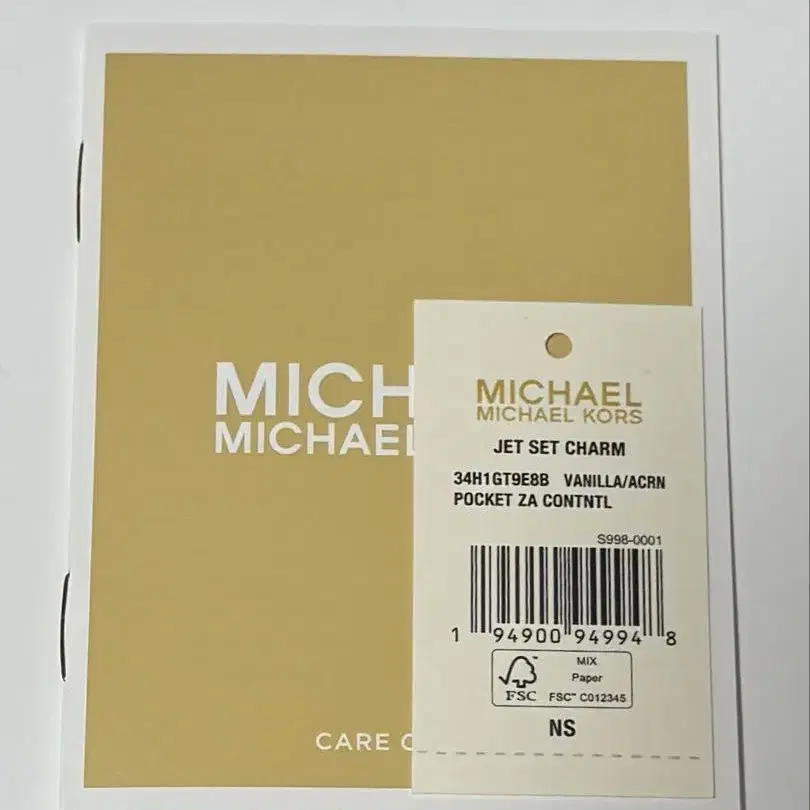 MICH
MICHAEL
CARE
MICHAEL
MICHAEL KORS
JET SET CHARM
34H1GT9E8B VANILLA/ACRN
POCKET ZA CONTNTL
S998-0001
1 94900 94994 8
MIX
Paper
FSC™ C012345
FSC
NS